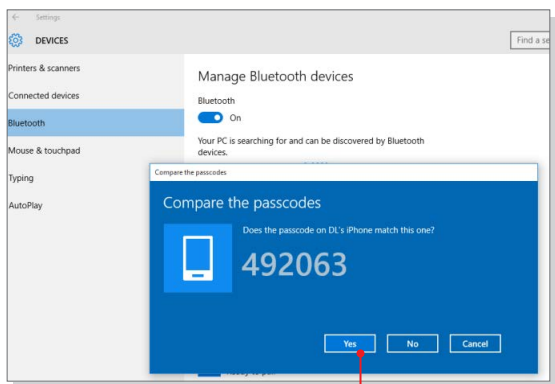 Settings
DEVICES
Find a se
Printers & scanners
Connected devices
Bluetooth
Mouse & touchpad
Typing
AutoPlay
Manage Bluetooth devices
Bluetooth
On
Your PC is searching for and can be discovered by Bluetooth
devices.
Compare the passcodes
Compare the passcodes
Does the passcode on DL's iPhone match this one?
492063
Yes
No
Cancel